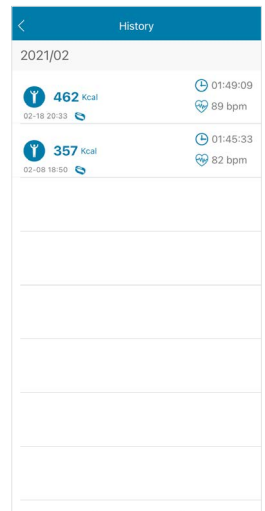 History
2021/02
462 Kcal
01:49:09
89 bpm
02-18 20:33
357 Kcal
01:45:33
82 bpm
02-08 18:50